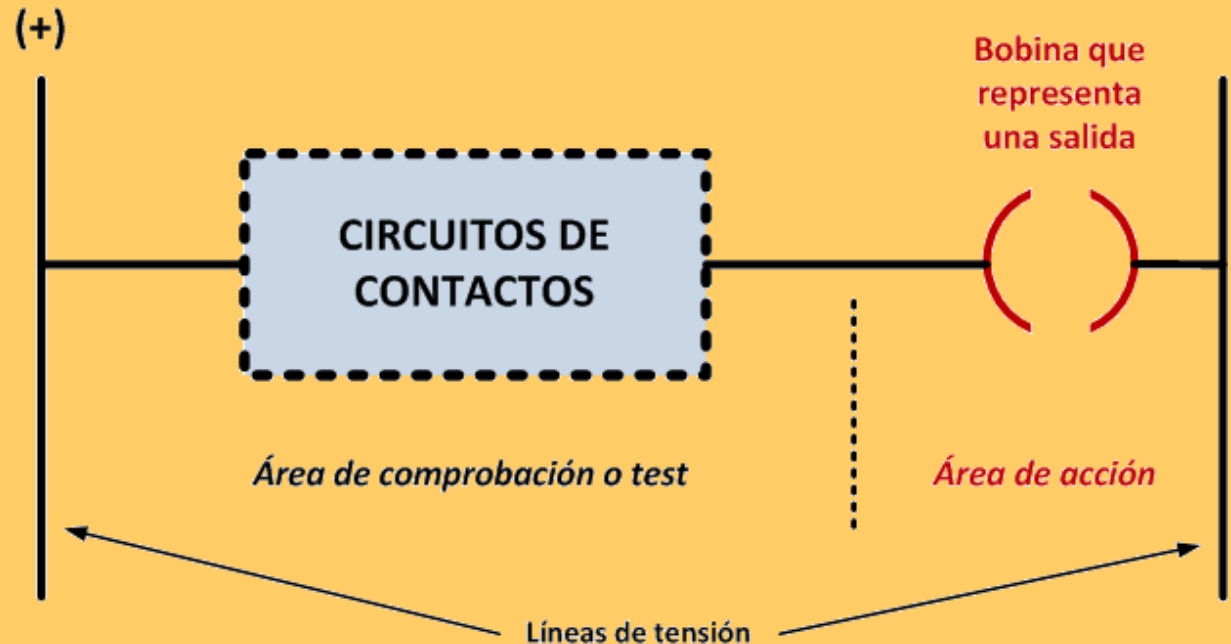 (+)
Bobina que
representa
una salida
CIRCUITOS DE
CONTACTOS
Área de comprobación o test
Área de acción
Líneas de tensión